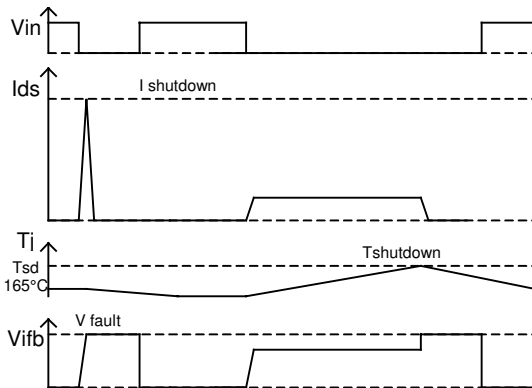 Vin
Ids
I shutdown
Tj
Tsd
165°C
Tshutdown
V fault
Vifb